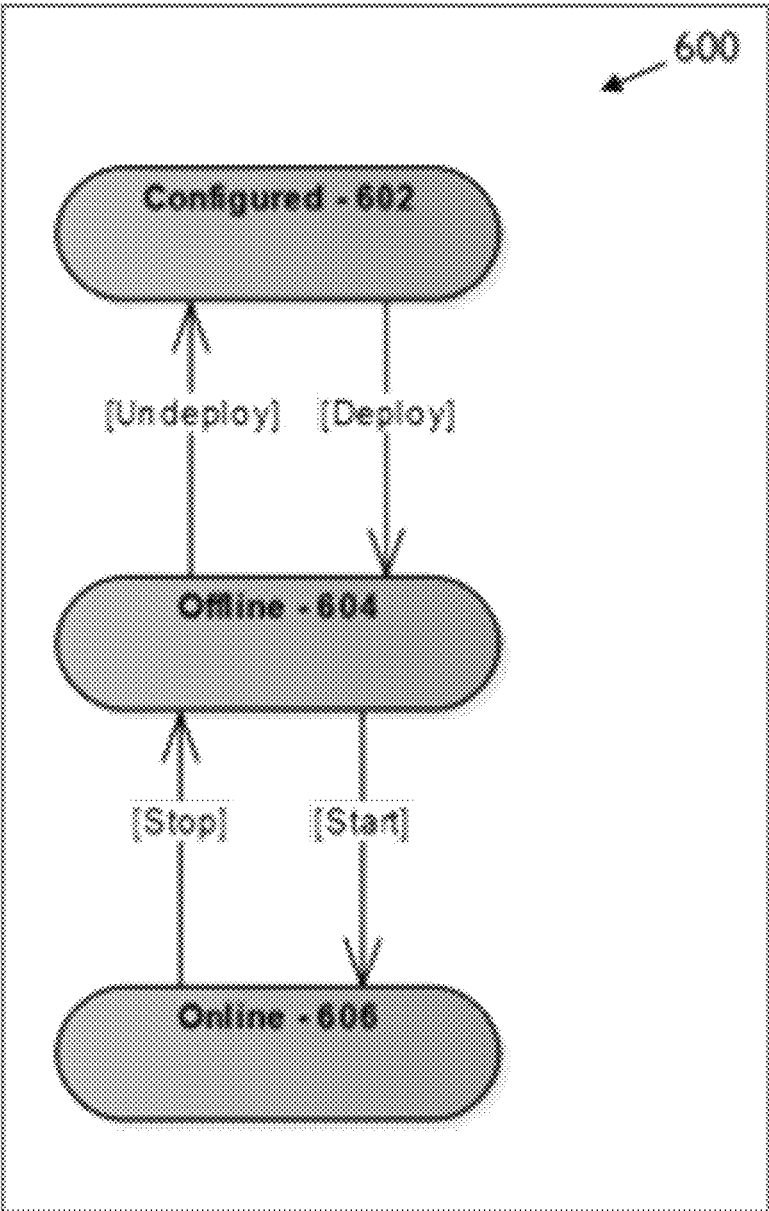 600
Configured - 602
[Undeploy] [Deploy]
Offline - 604
[Stop] [Start]
Online - 606